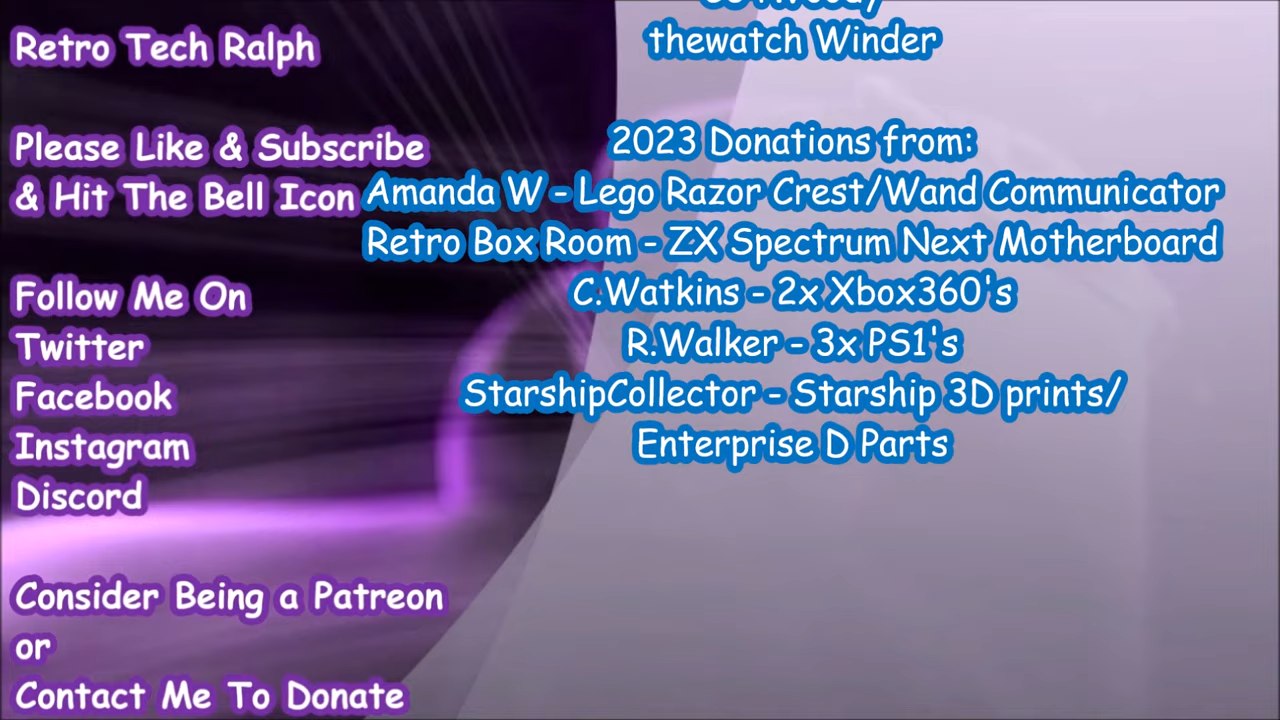 Retro Tech Ralph
Please Like & Subscribe
& Hit The Bell Icon
Follow Me On
Twitter
Facebook
Instagram
Discord
Consider Being a Patreon
or
Contact Me To Donate
thewatch Winder
2023 Donations from:
Amanda W - Lego Razor Crest/Wand Communicator
Retro Box Room - ZX Spectrum Next Motherboard
C.Watkins - 2x Xbox360's
R.Walker - 3x PS1's
StarshipCollector - Starship 3D prints/
Enterprise D Parts